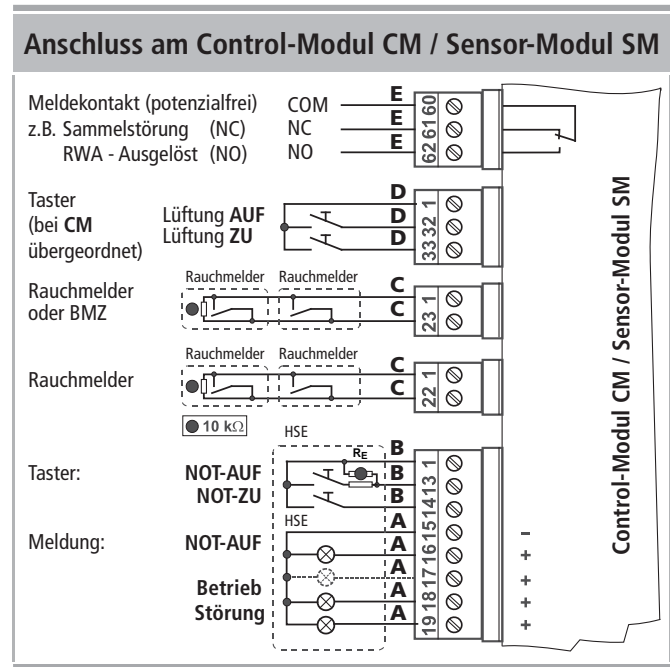 Anschluss am Control-Modul CM / Sensor-Modul SM
Meldekontakt (potenzialfrei) COM E 60
z.B. Sammelstörung (NC) NC E 61
RWA - Ausgelöst (NO) NO E 62
Taster D 1
(bei CM Lüftung AUF D 32
übergeordnet) Lüftung ZU D 33
Rauchmelder Rauchmelder
Rauchmelder C 1
oder BMZ C 23
Rauchmelder Rauchmelder
Rauchmelder C 1
C 22
10 kΩ
HSE
RE B 1
Taster: NOT-AUF B 13
NOT-ZU B 14
HSE A 15 –
Meldung: NOT-AUF A 16 +
A 17 +
Betrieb A 18 +
Störung A 19 +
Control-Modul CM / Sensor-Modul SM